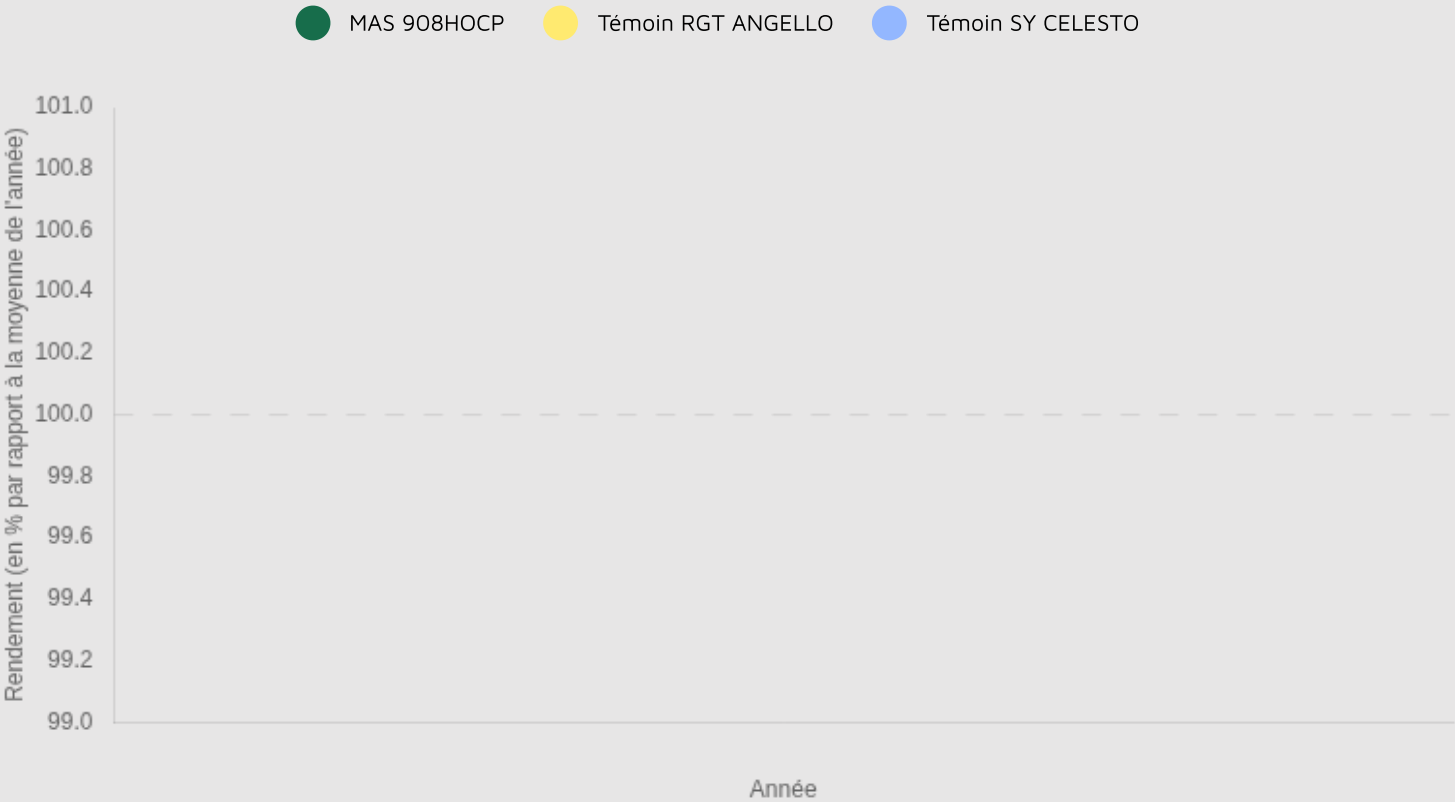 MAS 908HOCP
Témoin RGT ANGELLO
Témoin SY CELESTO
Rendement (en % par rapport à la moyenne de l'année)
101.0
100.8
100.6
100.4
100.2
100.0
99.8
99.6
99.4
99.2
99.0
Année